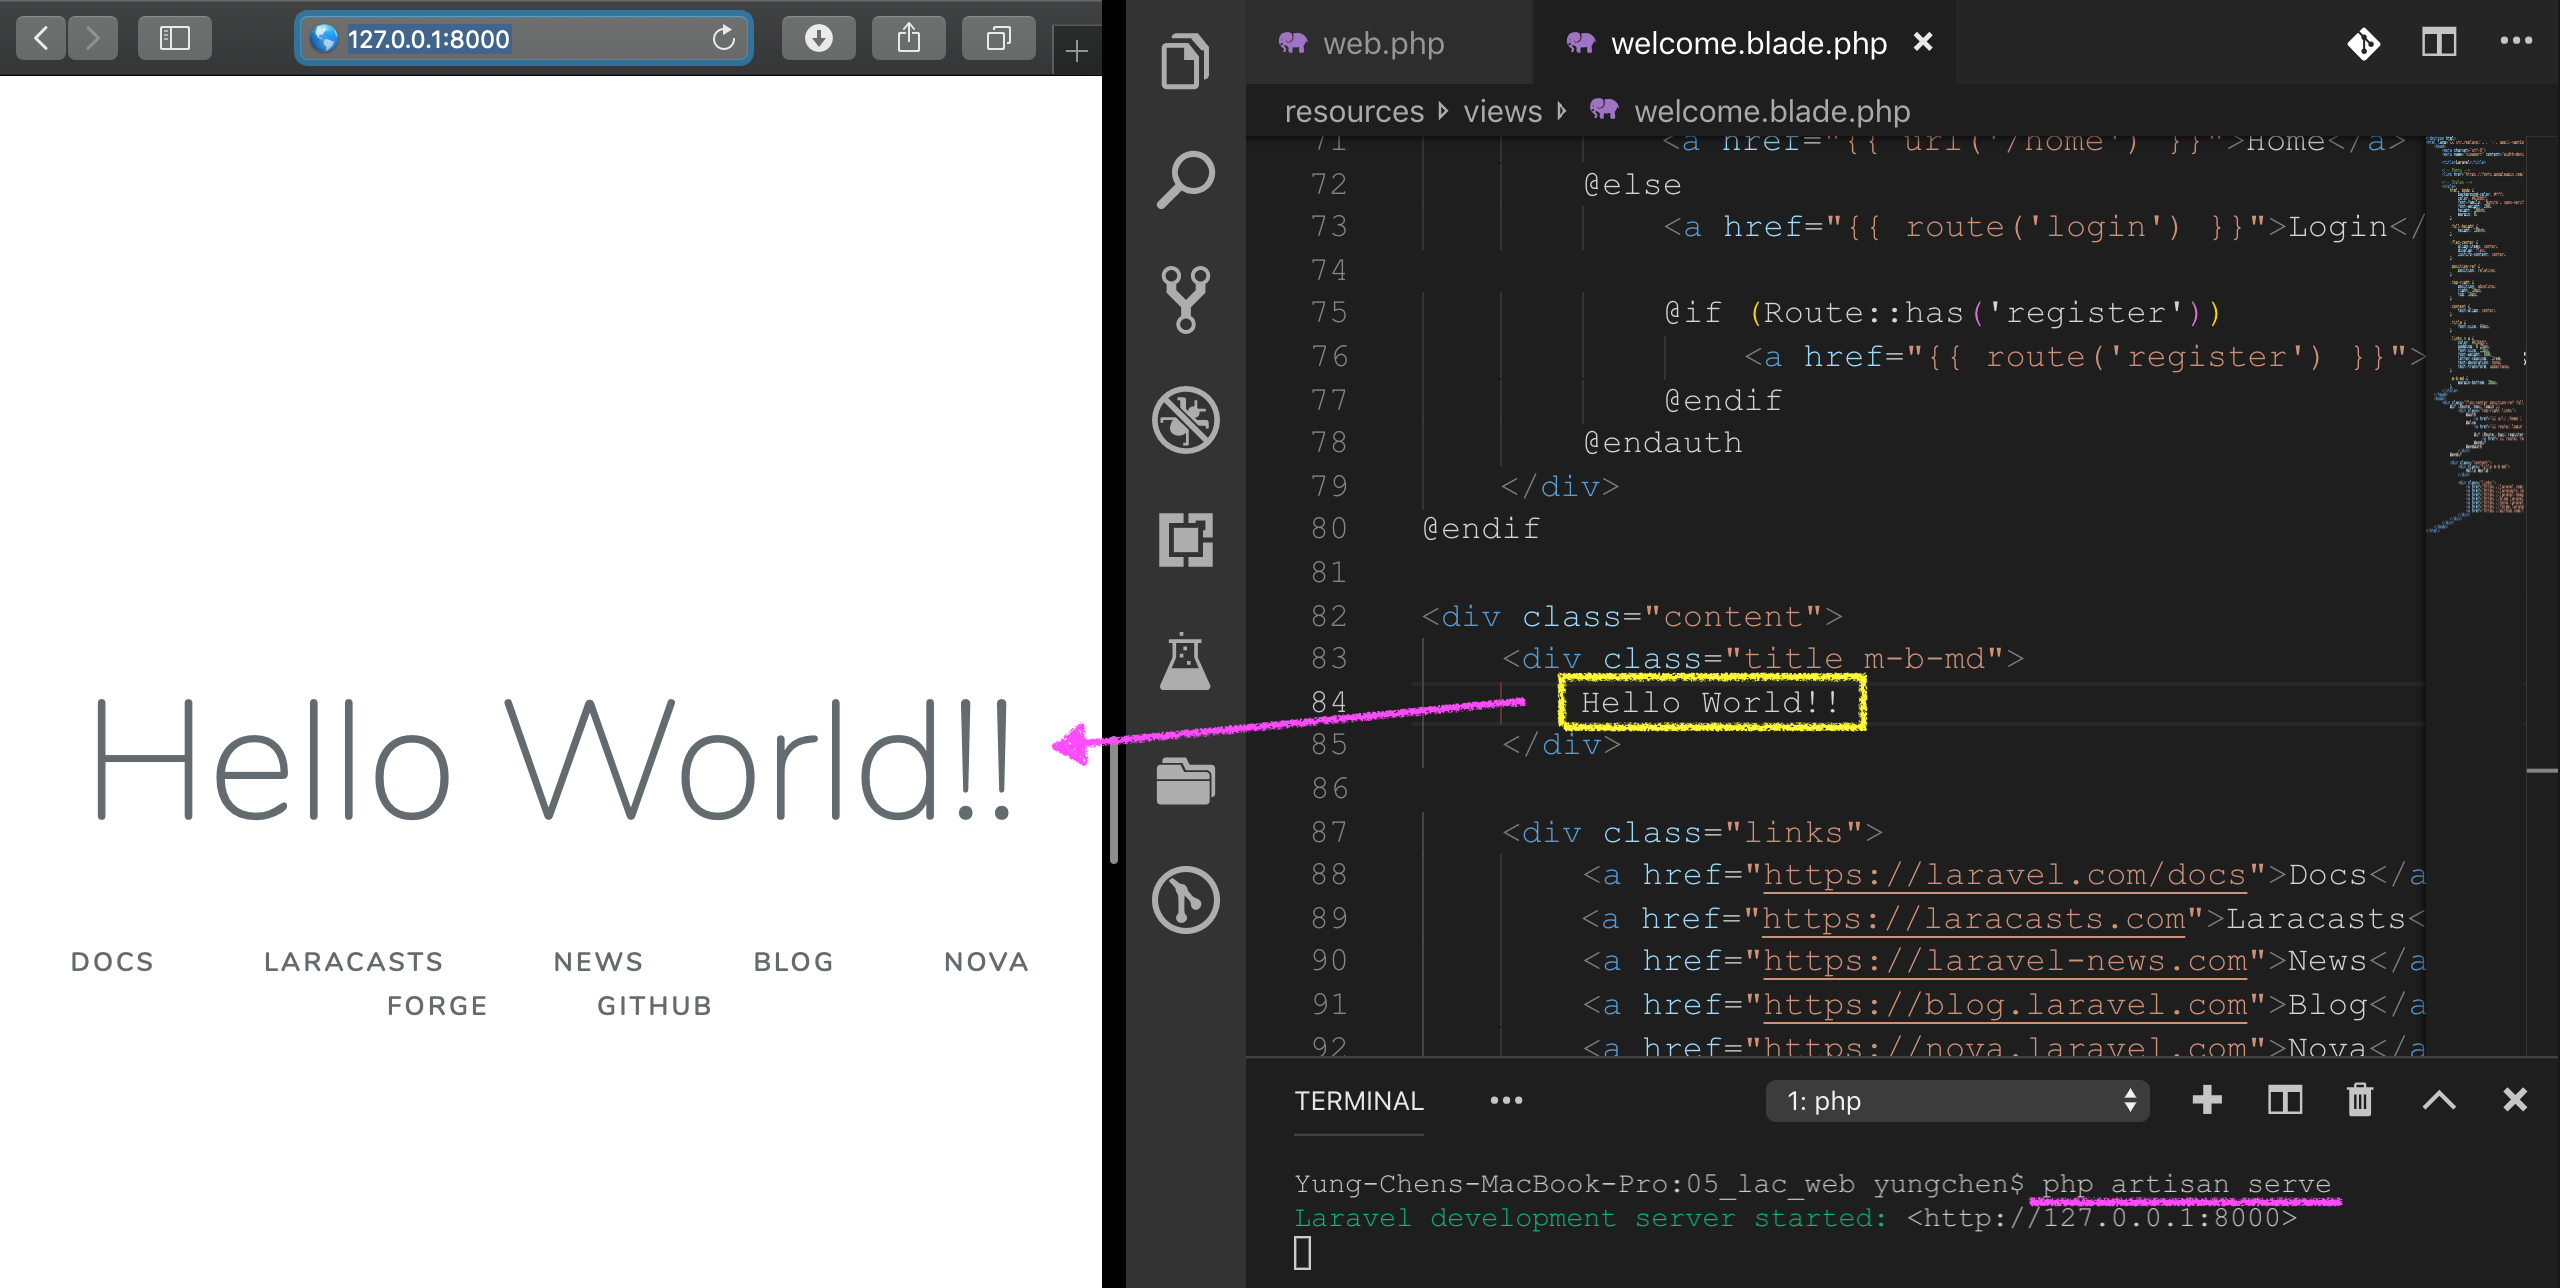 127.0.0.1:8000
Hello World!!
DOCS LARACASTS NEWS BLOG NOVA
FORGE GITHUB
web.php welcome.blade.php
resources views welcome.blade.php
71 <a href="{{ url('/home') }}">Home</a>
72 @else
73 <a href="{{ route('login') }}">Login</
74
75 @if (Route::has('register'))
76 <a href="{{ route('register') }}">
77 @endif
78 @endauth
79 </div>
80 @endif
81
82 <div class="content">
83 <div class="title m-b-md">
84 Hello World!!
85 </div>
86
87 <div class="links">
88 <a href="https://laravel.com/docs">Docs</a
89 <a href="https://laracasts.com">Laracasts<
90 <a href="https://laravel-news.com">News</a
91 <a href="https://blog.laravel.com">Blog</a
92 <a href="https://nova.laravel.com">Nova</a
TERMINAL
1: php
Yung-Chens-MacBook-Pro:05_lac_web yungchen$ php artisan serve
Laravel development server started: <http://127.0.0.1:8000>